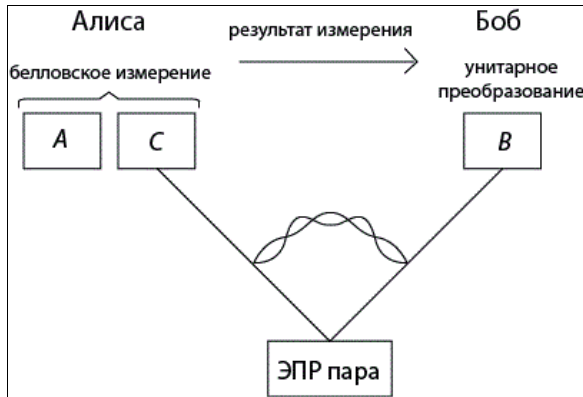 Алиса
результат измерения
Боб
белловское измерение
унитарное
преобразование
A
C
B
ЭПР пара